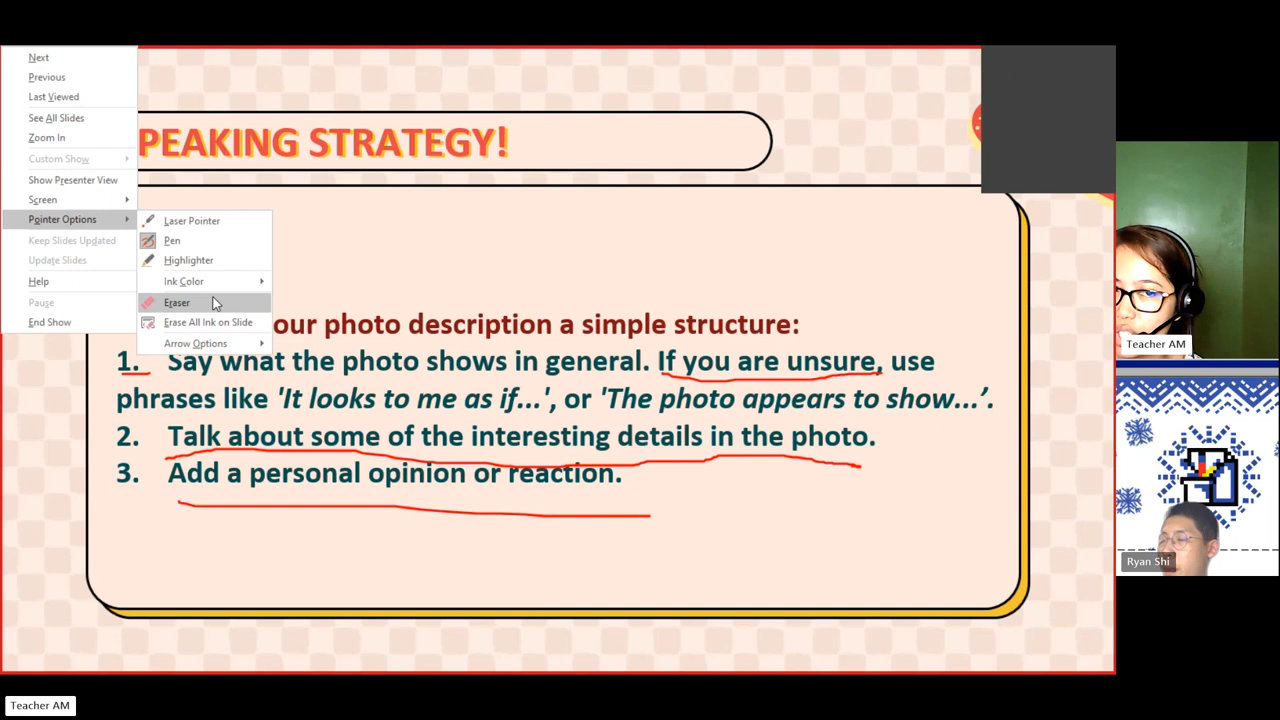 Next
Previous
Last Viewed
See All Slides
Zoom In
Custom Show
Show Presenter View
Screen
Pointer Options
Keep Slides Updated
Update Slides
Help
Pause
End Show
Laser Pointer
Pen
Highlighter
Ink Color
Eraser
Erase All Ink on Slide
Arrow Options
PEAKING STRATEGY!
our photo description a simple structure:
1. Say what the photo shows in general. If you are unsure, use
phrases like 'It looks to me as if...', or 'The photo appears to show...’.
2. Talk about some of the interesting details in the photo.
3. Add a personal opinion or reaction.
Teacher AM
Ryan Shi
Teacher AM